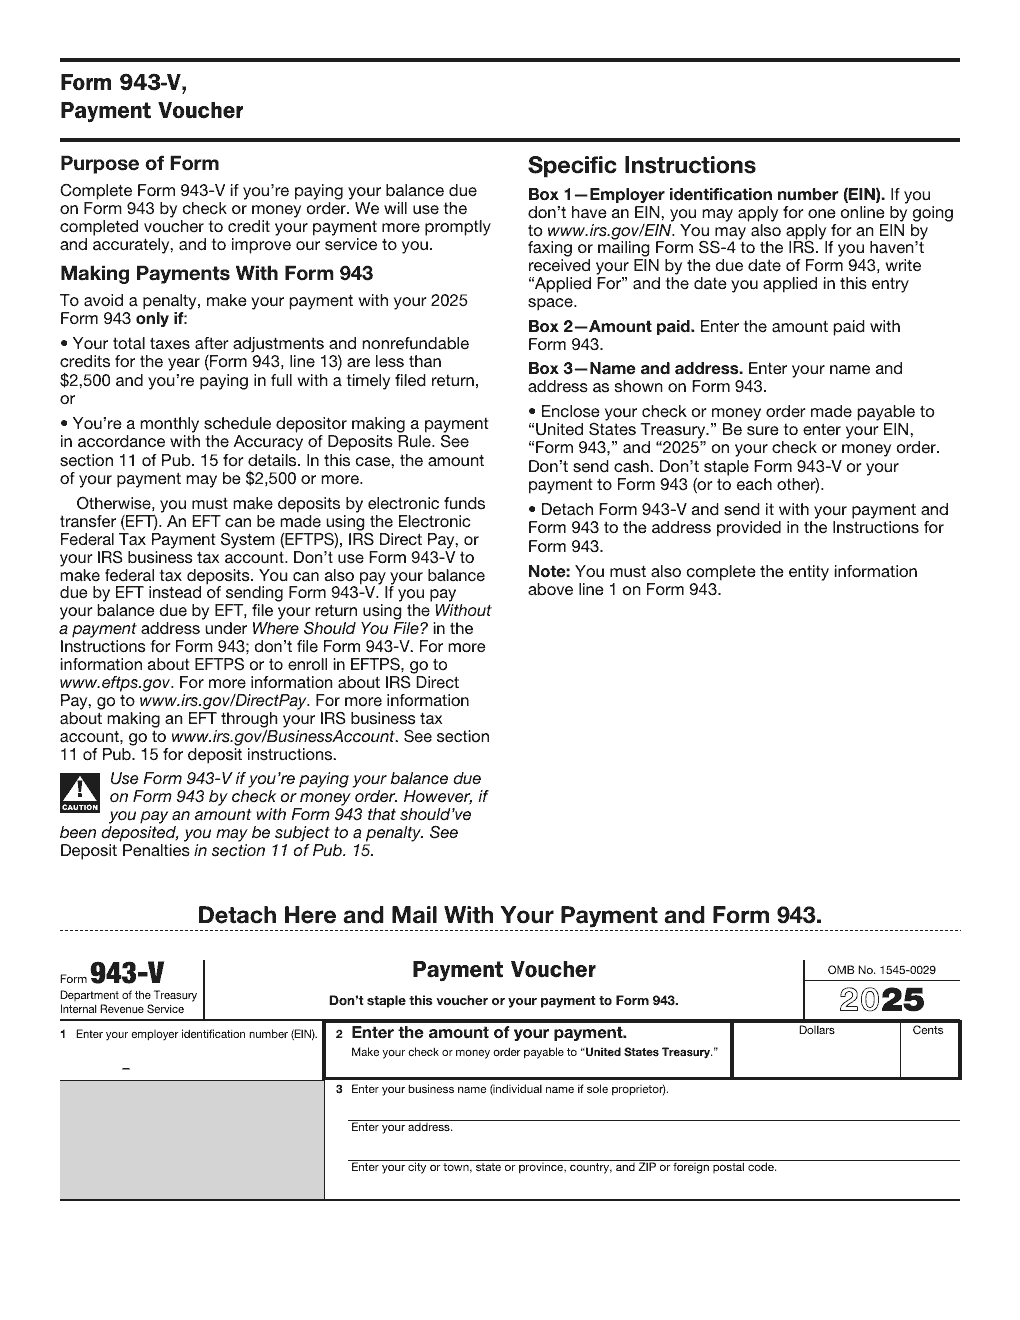 Form 943-V,
Payment Voucher
Purpose of Form
Complete Form 943-V if you’re paying your balance due
on Form 943 by check or money order. We will use the
completed voucher to credit your payment more promptly
and accurately, and to improve our service to you.
Making Payments With Form 943
To avoid a penalty, make your payment with your 2025
Form 943 only if:
• Your total taxes after adjustments and nonrefundable
credits for the year (Form 943, line 13) are less than
$2,500 and you’re paying in full with a timely filed return,
or
• You’re a monthly schedule depositor making a payment
in accordance with the Accuracy of Deposits Rule. See
section 11 of Pub. 15 for details. In this case, the amount
of your payment may be $2,500 or more.
Otherwise, you must make deposits by electronic funds
transfer (EFT). An EFT can be made using the Electronic
Federal Tax Payment System (EFTPS), IRS Direct Pay, or
your IRS business tax account. Don’t use Form 943-V to
make federal tax deposits. You can also pay your balance
due by EFT instead of sending Form 943-V. If you pay
your balance due by EFT, file your return using the Without
a payment address under Where Should You File? in the
Instructions for Form 943; don’t file Form 943-V. For more
information about EFTPS or to enroll in EFTPS, go to
www.eftps.gov. For more information about IRS Direct
Pay, go to www.irs.gov/DirectPay. For more information
about making an EFT through your IRS business tax
account, go to www.irs.gov/BusinessAccount. See section
11 of Pub. 15 for deposit instructions.
CAUTION
Use Form 943-V if you’re paying your balance due
on Form 943 by check or money order. However, if
you pay an amount with Form 943 that should’ve
been deposited, you may be subject to a penalty. See
Deposit Penalties in section 11 of Pub. 15.
Specific Instructions
Box 1—Employer identification number (EIN). If you
don’t have an EIN, you may apply for one online by going
to www.irs.gov/EIN. You may also apply for an EIN by
faxing or mailing Form SS-4 to the IRS. If you haven’t
received your EIN by the due date of Form 943, write
“Applied For” and the date you applied in this entry
space.
Box 2—Amount paid. Enter the amount paid with
Form 943.
Box 3—Name and address. Enter your name and
address as shown on Form 943.
• Enclose your check or money order made payable to
“United States Treasury.” Be sure to enter your EIN,
“Form 943,” and “2025” on your check or money order.
Don’t send cash. Don’t staple Form 943-V or your
payment to Form 943 (or to each other).
• Detach Form 943-V and send it with your payment and
Form 943 to the address provided in the Instructions for
Form 943.
Note: You must also complete the entity information
above line 1 on Form 943.
Detach Here and Mail With Your Payment and Form 943.
Form 943-V
Department of the Treasury
Internal Revenue Service
Payment Voucher
Don’t staple this voucher or your payment to Form 943.
OMB No. 1545-0029
2025
1 Enter your employer identification number (EIN).
–
2 Enter the amount of your payment.
Make your check or money order payable to “United States Treasury.”
Dollars
Cents
3 Enter your business name (individual name if sole proprietor).
Enter your address.
Enter your city or town, state or province, country, and ZIP or foreign postal code.